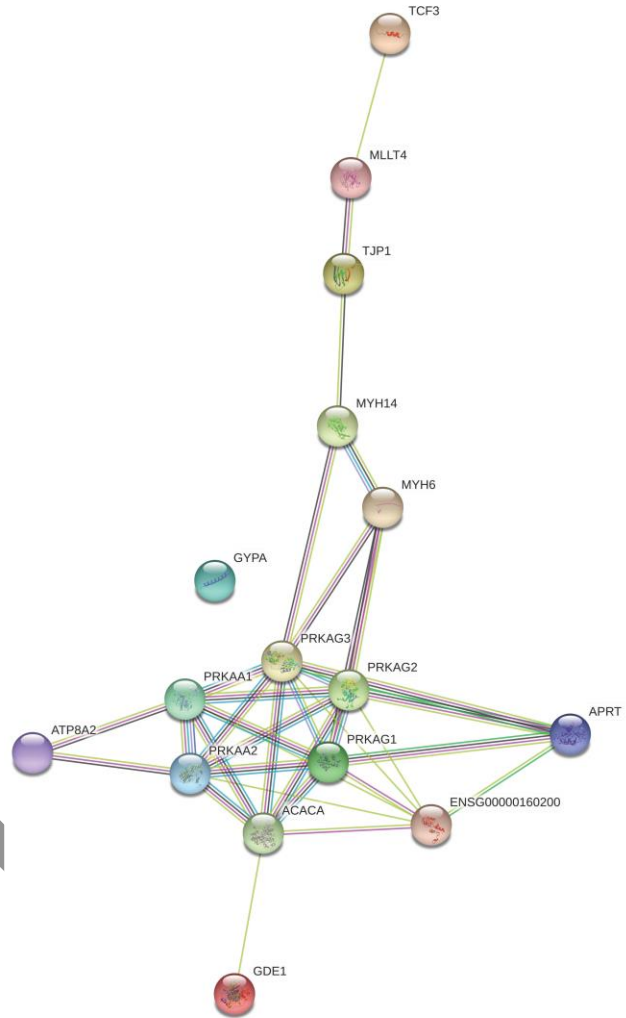 TCF3
MLLT4
TJP1
MYH14
MYH6
GYPA
PRKAG3
PRKAG2
PRKAA1
APRT
ATP8A2
PRKAA2
PRKAG1
ENSG00000160200
ACACA
GDE1